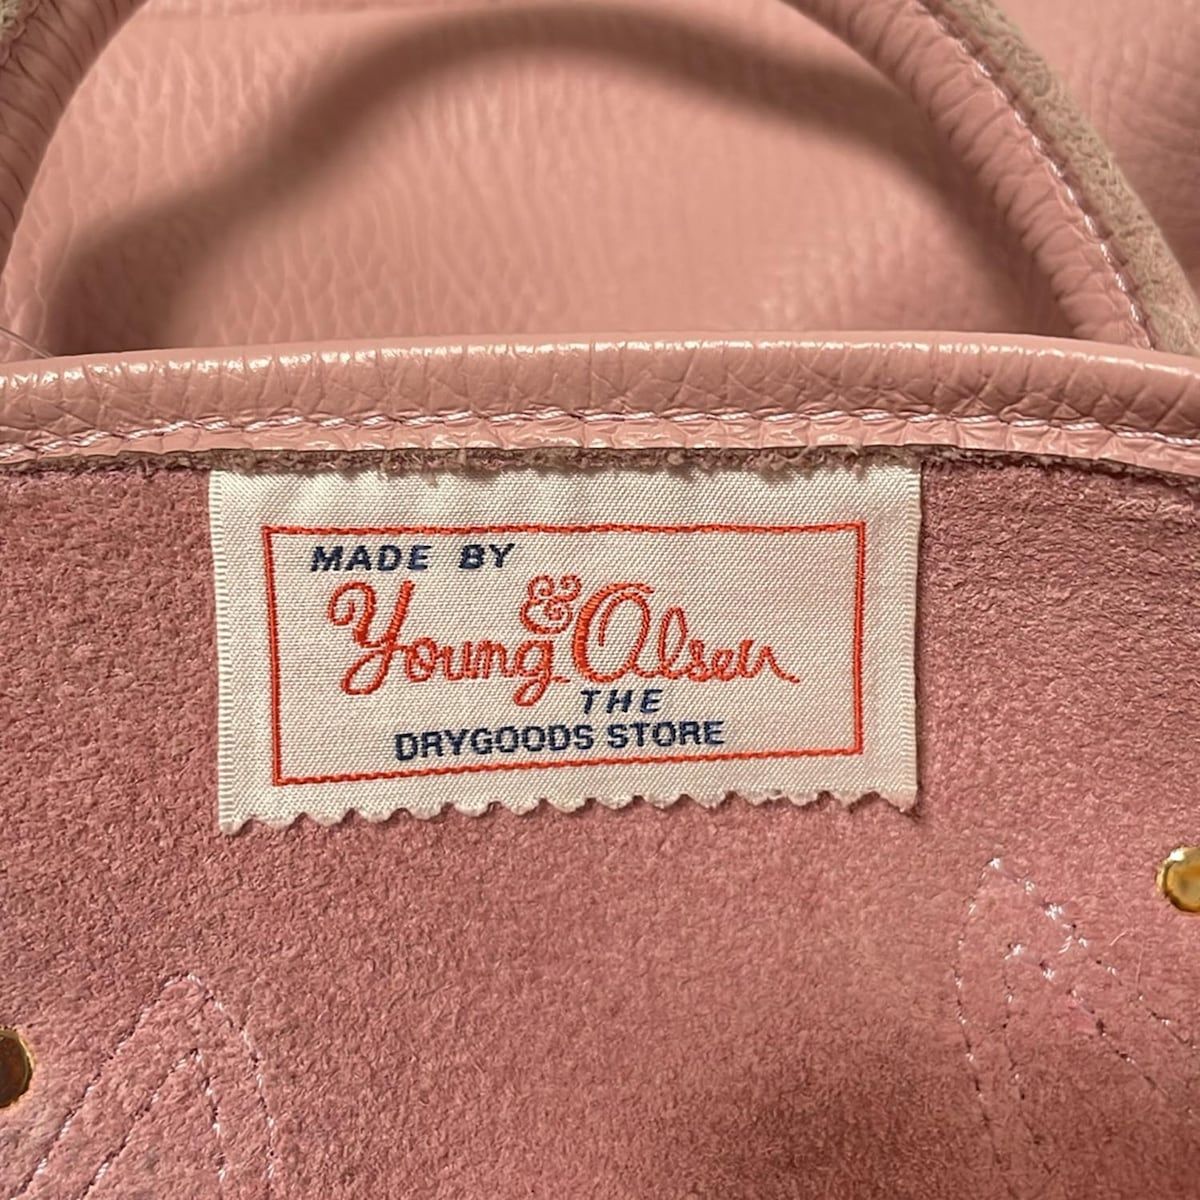 MADE BY
Young & Olsen
THE
DRYGOODS STORE